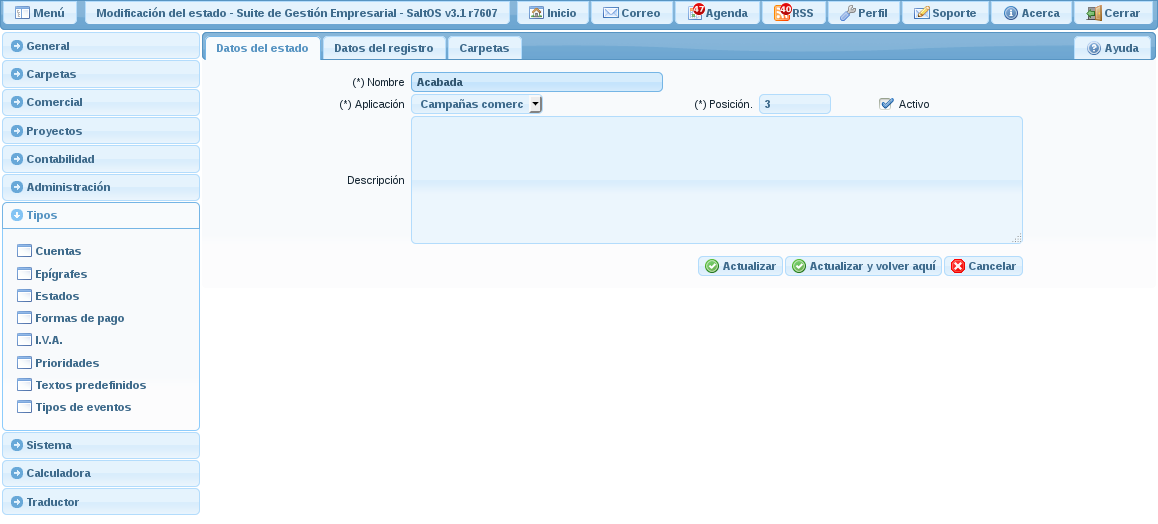 Menú
Modificación del estado - Suite de Gestión Empresarial - SaltOS v3.1 r7607
Inicio
Correo
47
Agenda
40
RSS
Perfil
Soporte
Acerca
Cerrar
General
Carpetas
Comercial
Proyectos
Contabilidad
Administración
Tipos
Cuentas
Epígrafes
Estados
Formas de pago
I.V.A.
Prioridades
Textos predefinidos
Tipos de eventos
Sistema
Calculadora
Traductor
Datos del estado
Datos del registro
Carpetas
Ayuda
(*) Nombre
Acabada
(*) Aplicación
Campañas comerc
(*) Posición.
3
Activo
Descripción
Actualizar
Actualizar y volver aquí
Cancelar